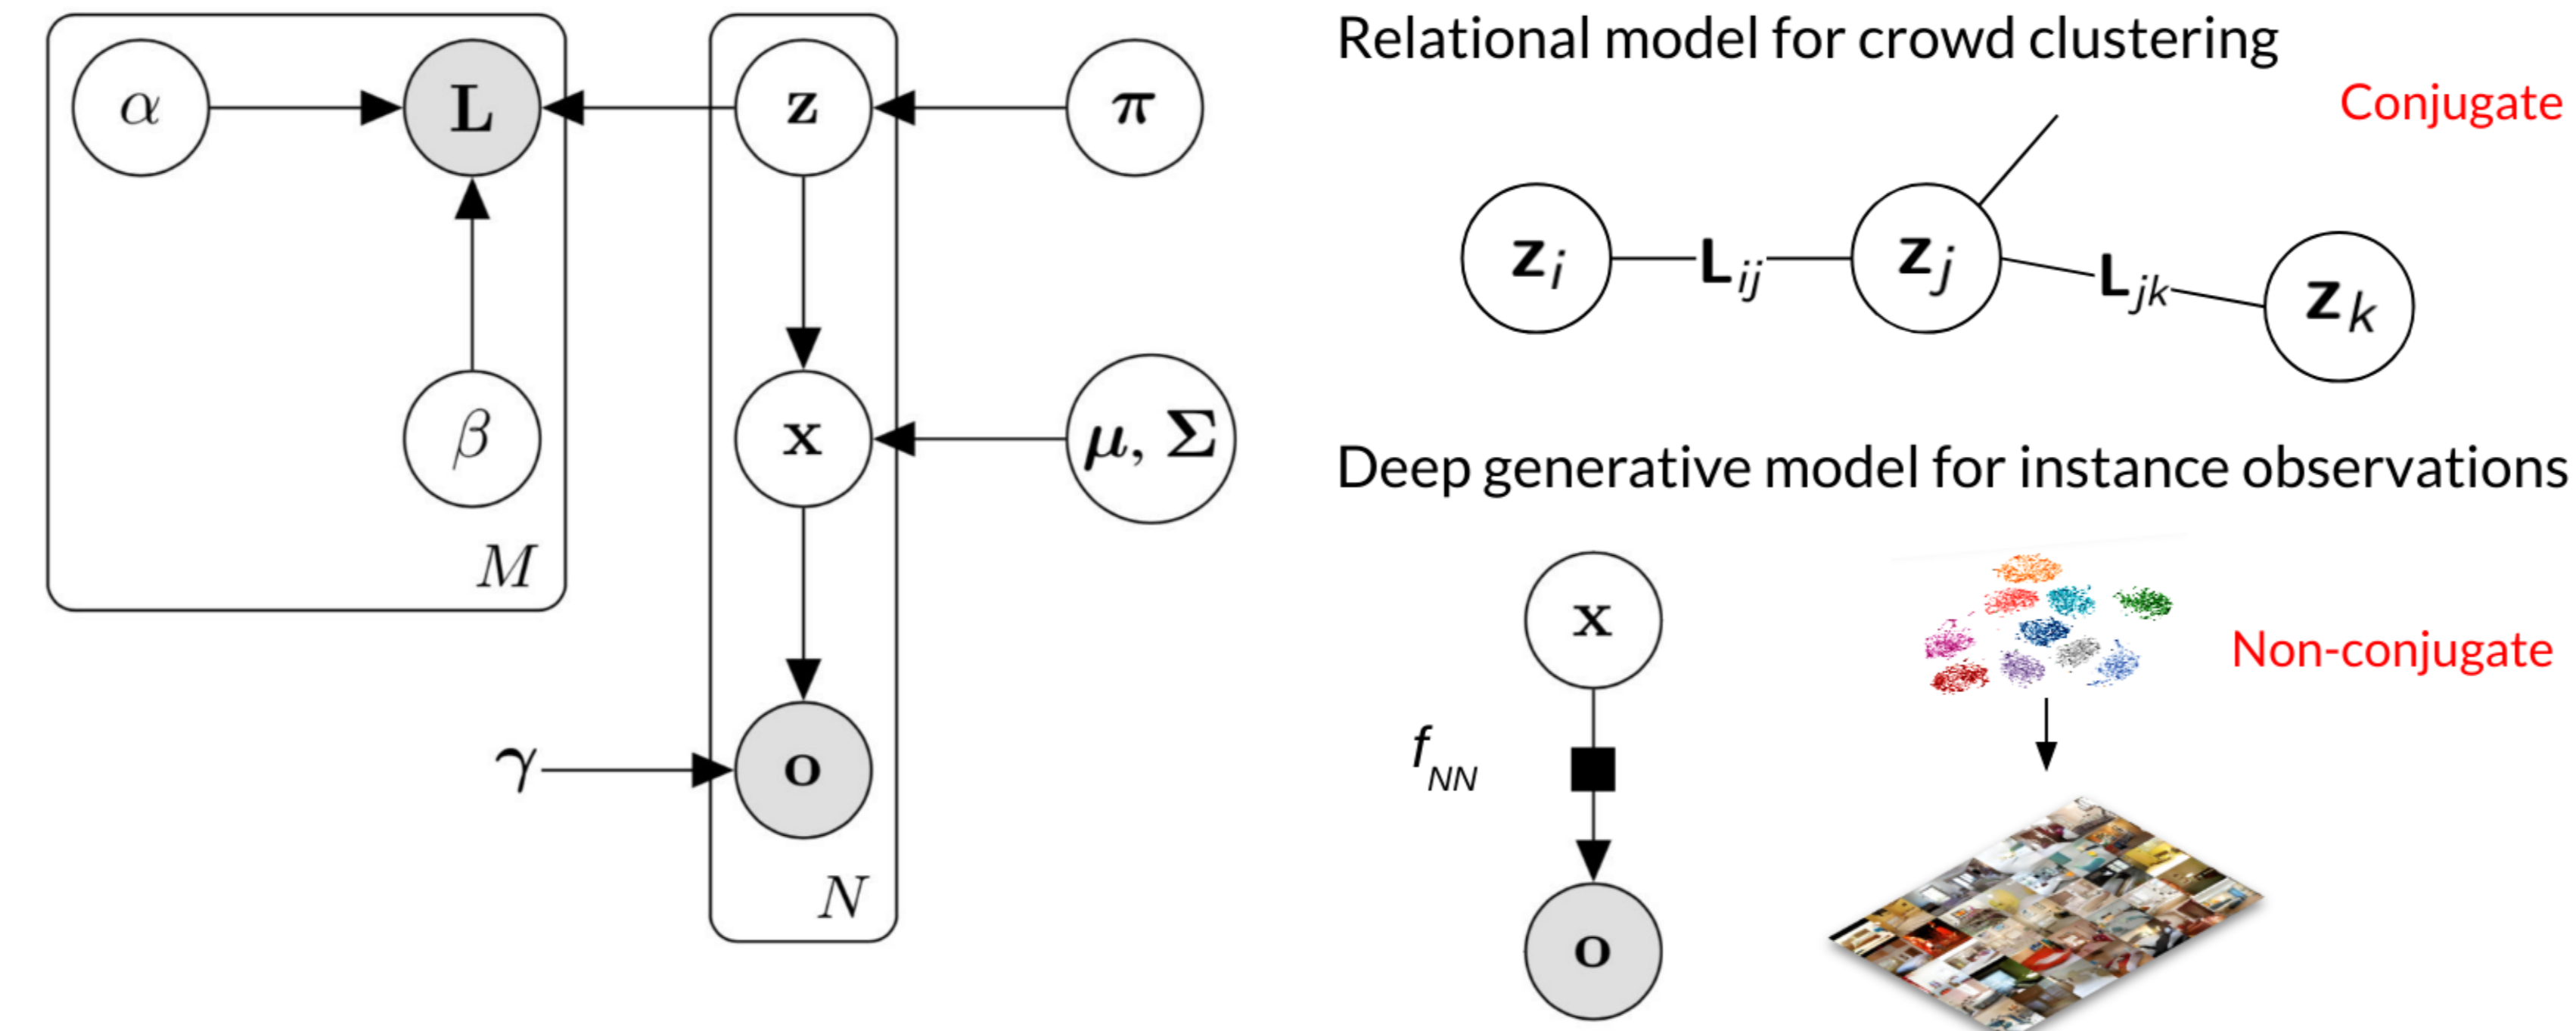 α
L
z
π
β
x
μ, Σ
M
γ
o
N
Relational model for crowd clustering
Conjugate
z_i
L_ij
z_j
L_jk
z_k
Deep generative model for instance observations
x
f_NN
Non-conjugate
o